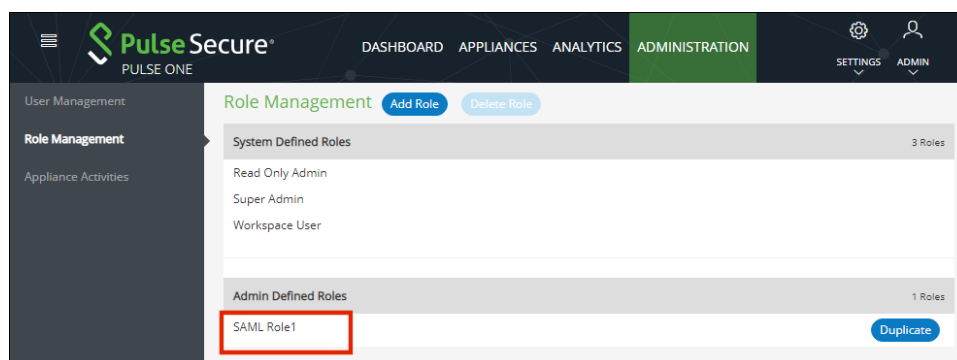 Pulse Secure®
PULSE ONE
DASHBOARD APPLIANCES ANALYTICS ADMINISTRATION
SETTINGS ADMIN
User Management
Role Management
Appliance Activities
Role Management Add Role Delete Role
System Defined Roles 3 Roles
Read Only Admin
Super Admin
Workspace User
Admin Defined Roles 1 Roles
SAML Role1 Duplicate